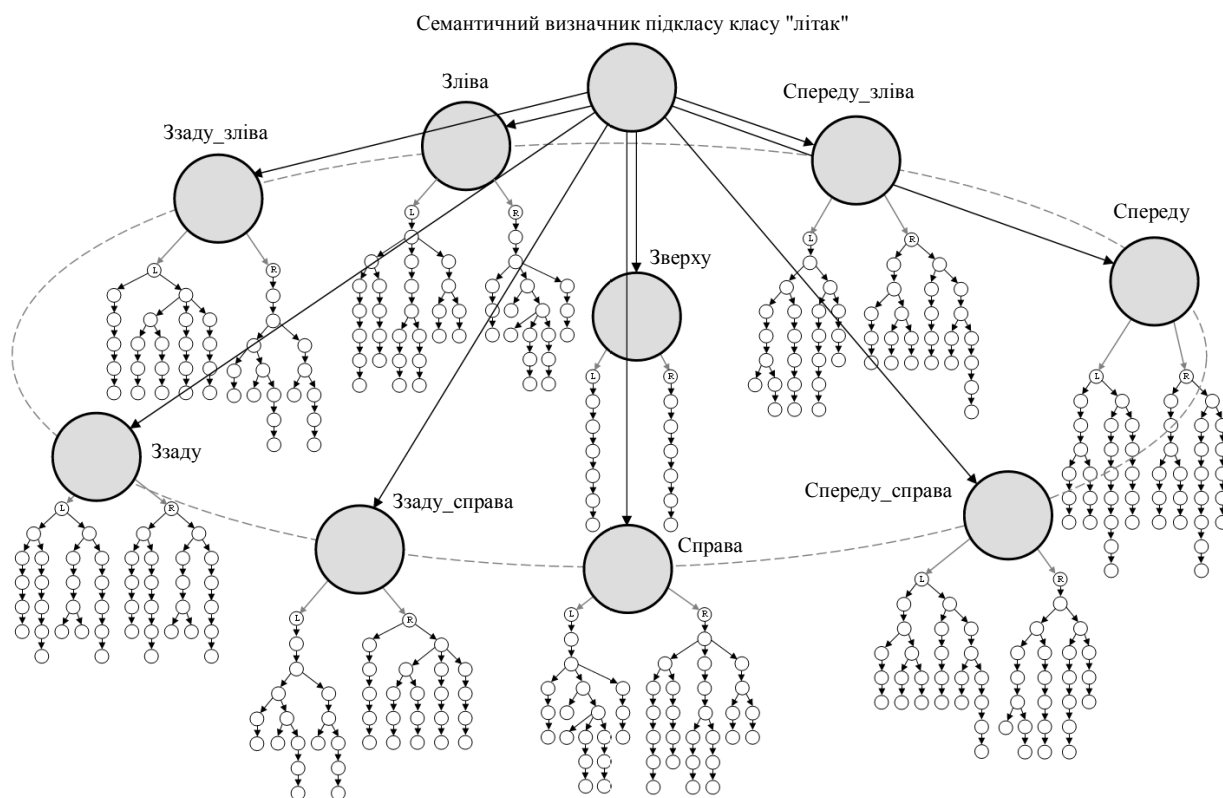 Семантичний визначник підкласу класу "літак"
Зліва
Спереду_зліва
Ззаду_зліва
Спереду
L
R
L
R
L
R
Зверху
L
R
L
R
L
R
Ззаду
Ззаду_справа
Справа
Спереду_справа
L
R
L
R
L
R
L
R